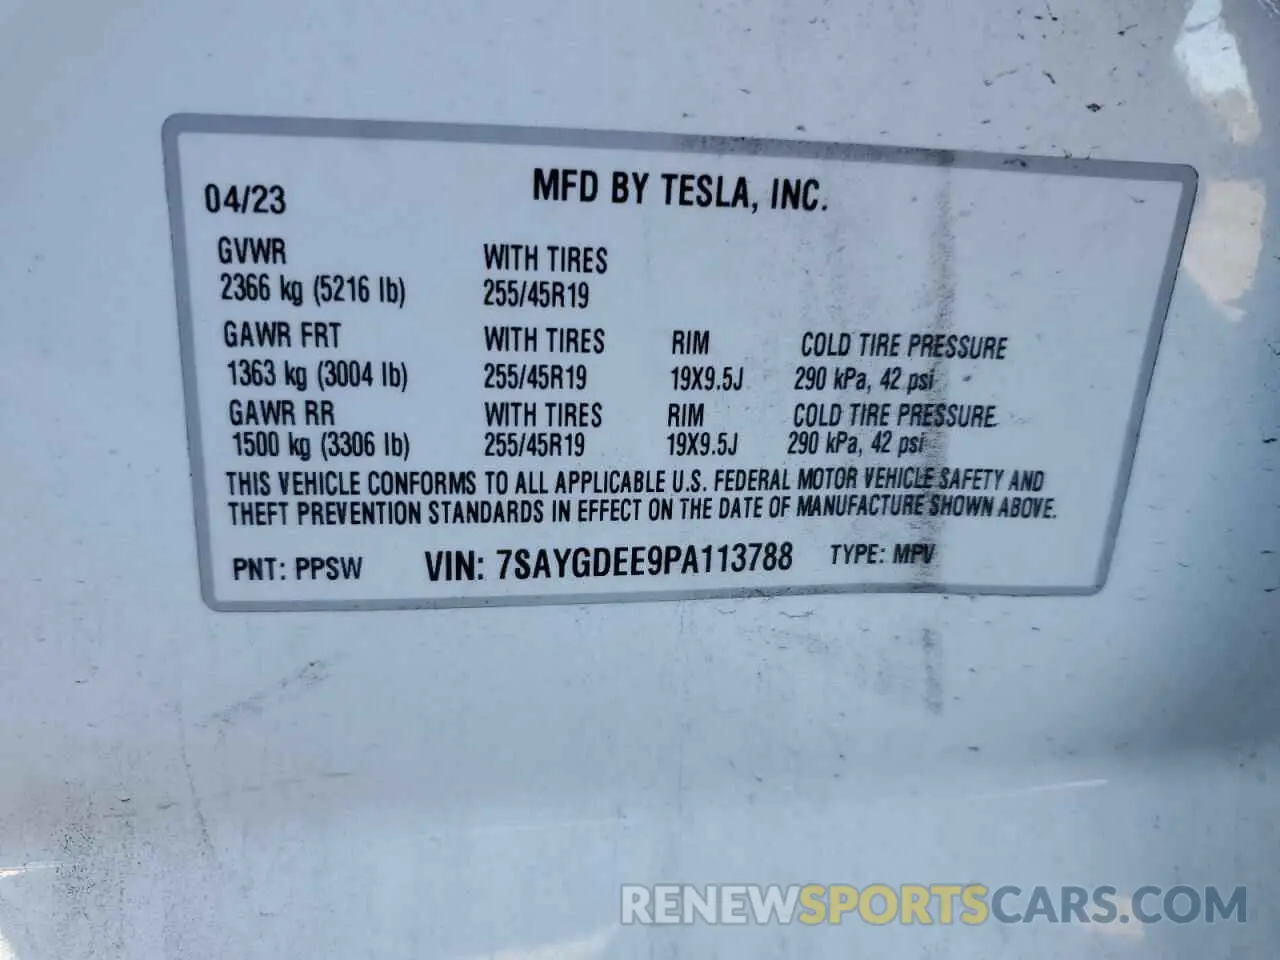 04/23 MFD BY TESLA, INC.
GVWR WITH TIRES
2366 kg (5216 lb) 255/45R19
GAWR FRT WITH TIRES RIM COLD TIRE PRESSURE
1363 kg (3004 lb) 255/45R19 19X9.5J 290 kPa, 42 psi
GAWR RR WITH TIRES RIM COLD TIRE PRESSURE
1500 kg (3306 lb) 255/45R19 19X9.5J 290 kPa, 42 psi
THIS VEHICLE CONFORMS TO ALL APPLICABLE U.S. FEDERAL MOTOR VEHICLE SAFETY AND
THEFT PREVENTION STANDARDS IN EFFECT ON THE DATE OF MANUFACTURE SHOWN ABOVE.
PNT: PPSW VIN: 7SAYGDEE9PA113788 TYPE: MPV
RENEWSPORTSCARS.COM